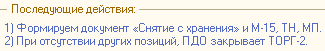 Последующие действия:
1) Формируем документ «Снятие с хранения» и М-15, ТН, МП.
2) При отсутствии других позиций, ПДО закрывает ТОРГ-2.